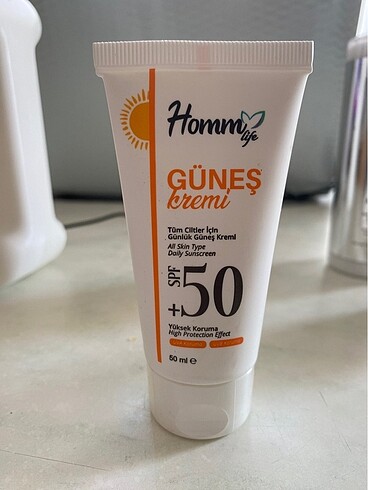 Homm life
GÜNEŞ
kremi
Tüm Ciltler İçin
Günlük Güneş Kremi
All Skin Type
Daily Sunscreen
SPF
+50
Yüksek Koruma
High Protection Effect
50 ml e